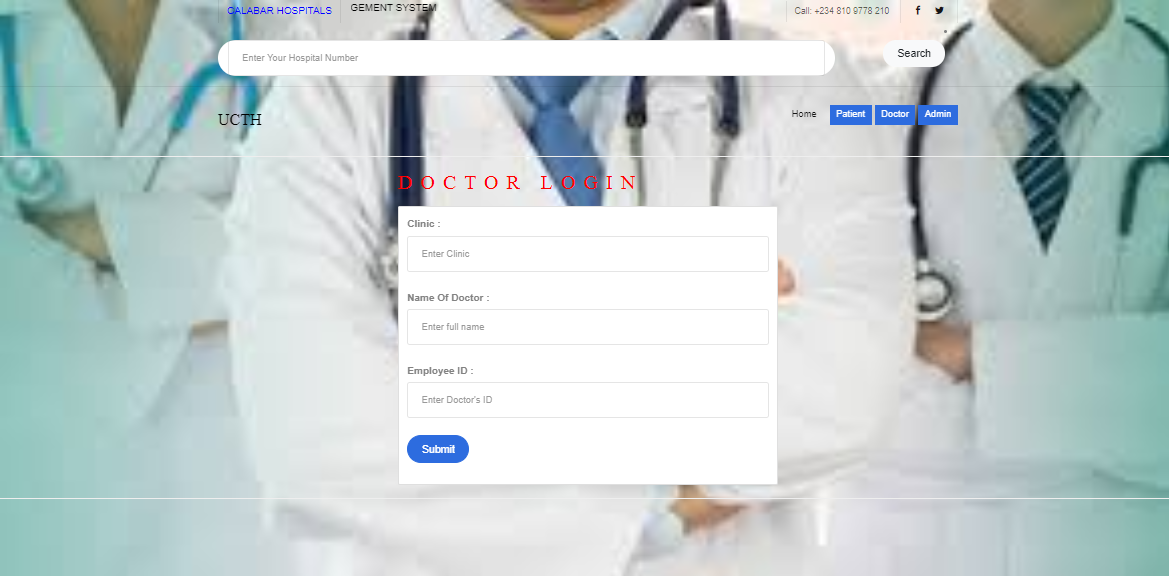 CALABAR HOSPITALS GEMENT SYSTEM Call: +234 810 9778 210
Enter Your Hospital Number Search
UCTH Home Patient Doctor Admin
DOCTOR LOGIN
Clinic :
Enter Clinic
Name Of Doctor :
Enter full name
Employee ID :
Enter Doctor's ID
Submit